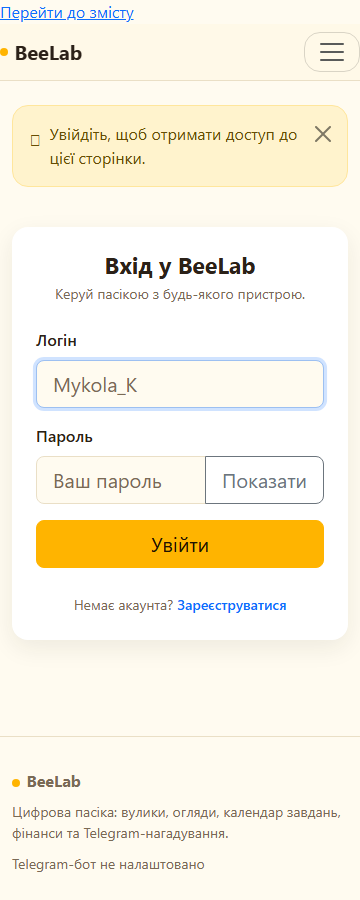 Перейти до змісту
BeeLab
Увійдіть, щоб отримати доступ до
цієї сторінки.
Вхід у BeeLab
Керуй пасікою з будь-якого пристрою.
Логін
Mykola_K
Пароль
Ваш пароль
Показати
Увійти
Немає акаунта? Зареєструватися
BeeLab
Цифрова пасіка: вулики, огляди, календар завдань,
фінанси та Telegram-нагадування.
Telegram-бот не налаштовано